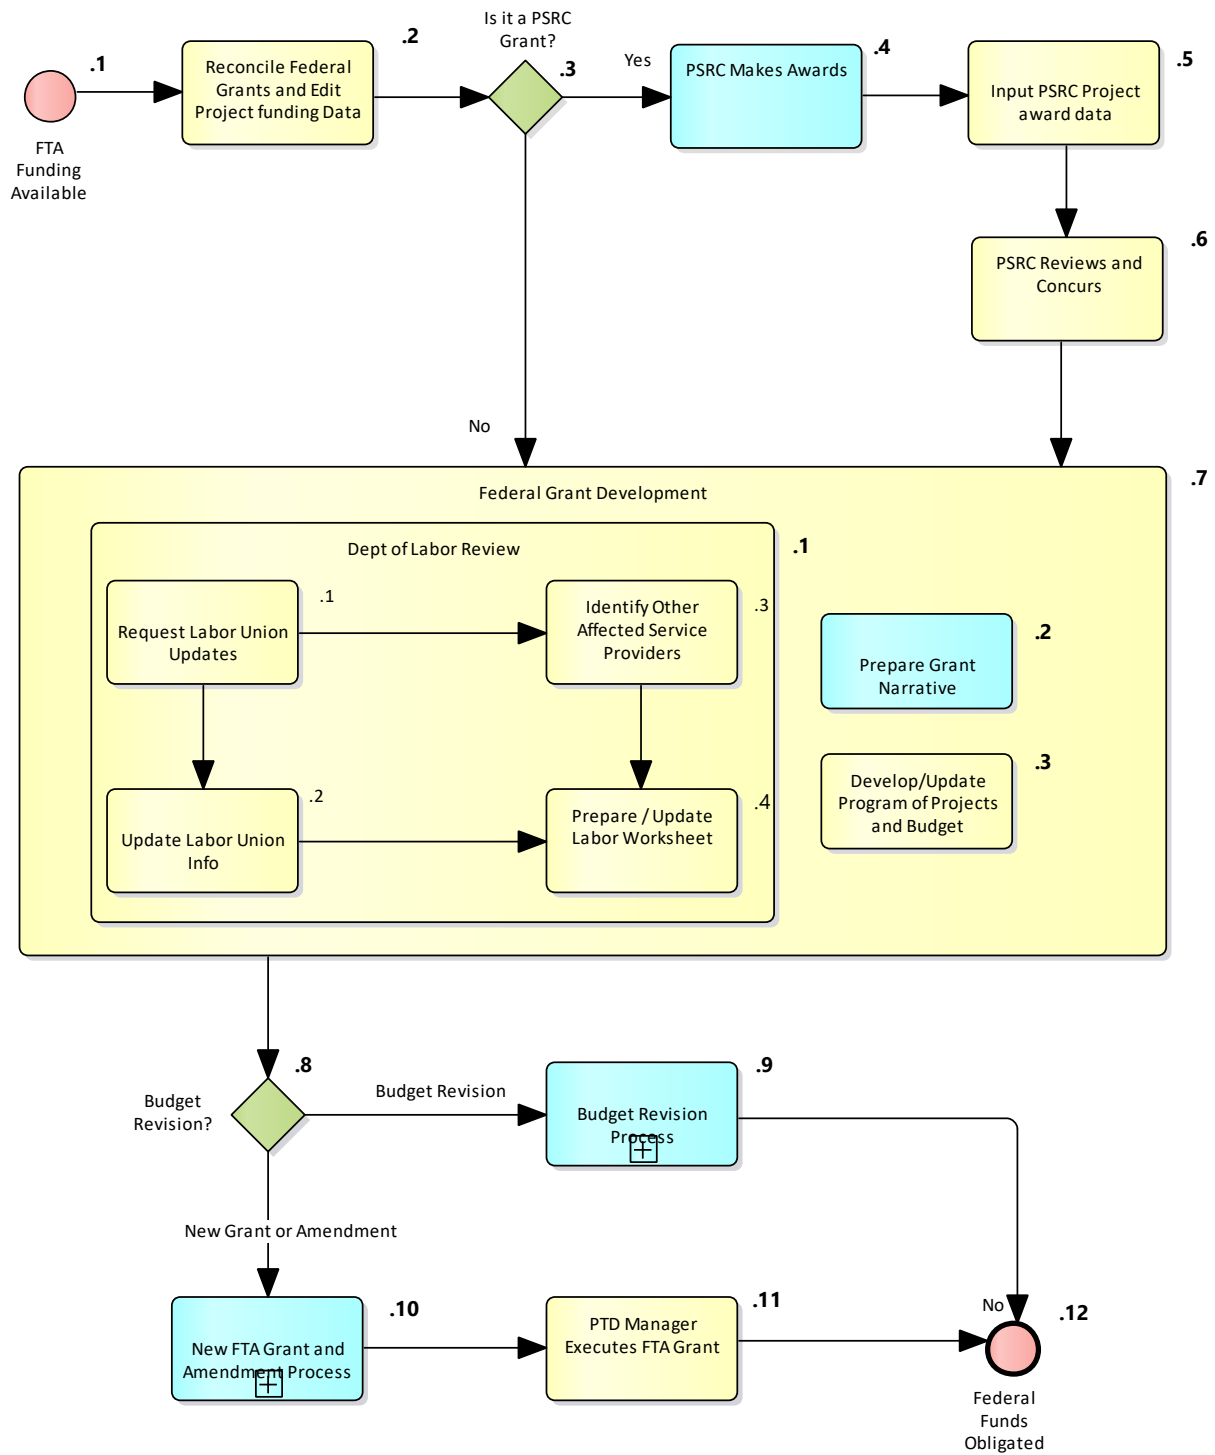 Is it a PSRC
Grant?
.1
.2
.3
Yes
.4
.5
Reconcile Federal
Grants and Edit
Project funding Data
PSRC Makes Awards
Input PSRC Project
award data
FTA
Funding
Available
.6
PSRC Reviews and
Concurs
No
.7
Federal Grant Development
Dept of Labor Review
.1
.1
Request Labor Union
Updates
.3
Identify Other
Affected Service
Providers
.2
Prepare Grant
Narrative
.3
Develop/Update
Program of Projects
and Budget
.2
Update Labor Union
Info
.4
Prepare / Update
Labor Worksheet
.8
Budget
Revision?
Budget Revision
.9
Budget Revision
Process
New Grant or Amendment
.10
New FTA Grant and
Amendment Process
.11
PTD Manager
Executes FTA Grant
No
.12
Federal
Funds
Obligated